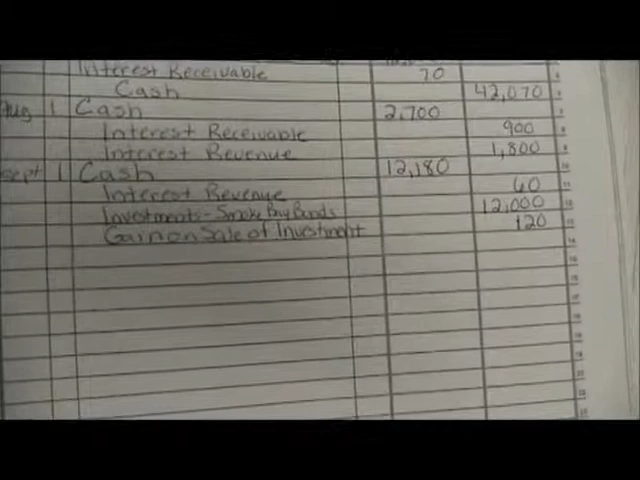 Interest Receivable 70
Cash 42,070
Aug 1 Cash 2,700
Interest Receivable 900
Interest Revenue 1,800
Sept 1 Cash 12,180
Interest Revenue 60
Investments - Smoke Bay Bonds 12,000
Gain on Sale of Investment 120